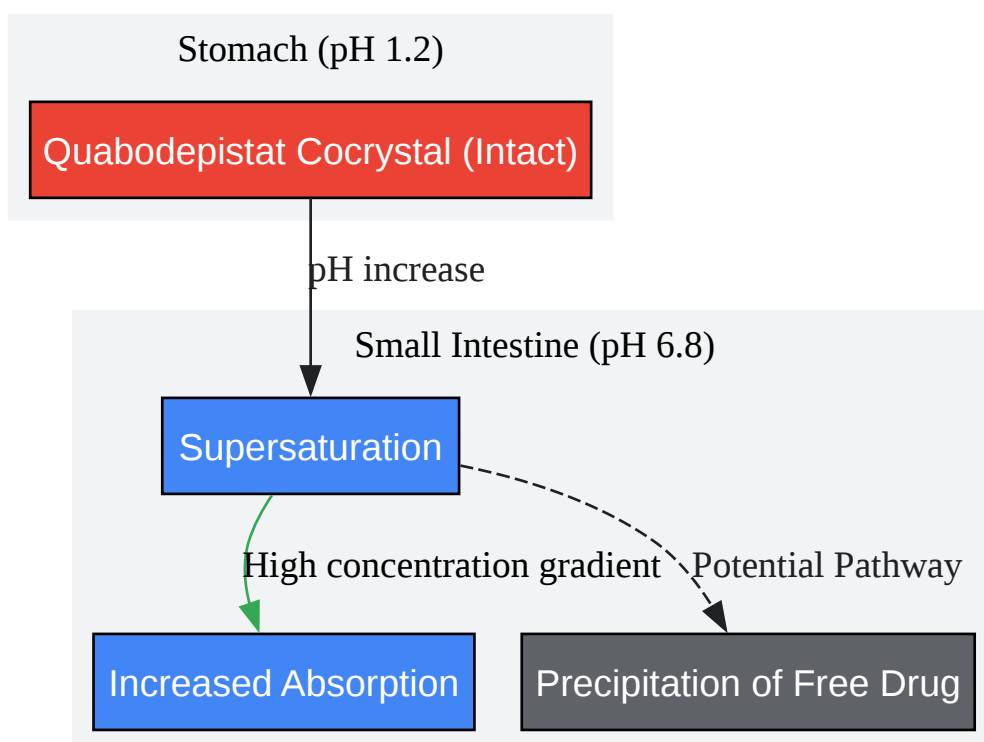 Stomach (pH 1.2)
Quabodepistat Cocrystal (Intact)
pH increase
Small Intestine (pH 6.8)
Supersaturation
High concentration gradient
Potential Pathway
Increased Absorption
Precipitation of Free Drug